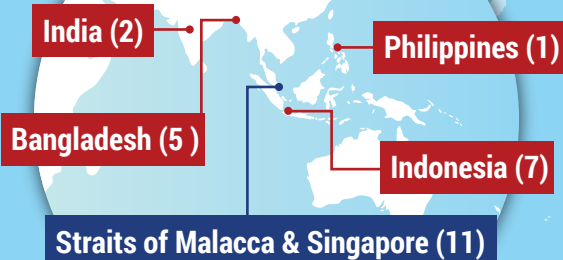 India (2)
Philippines (1)
Bangladesh (5 )
Indonesia (7)
Straits of Malacca & Singapore (11)